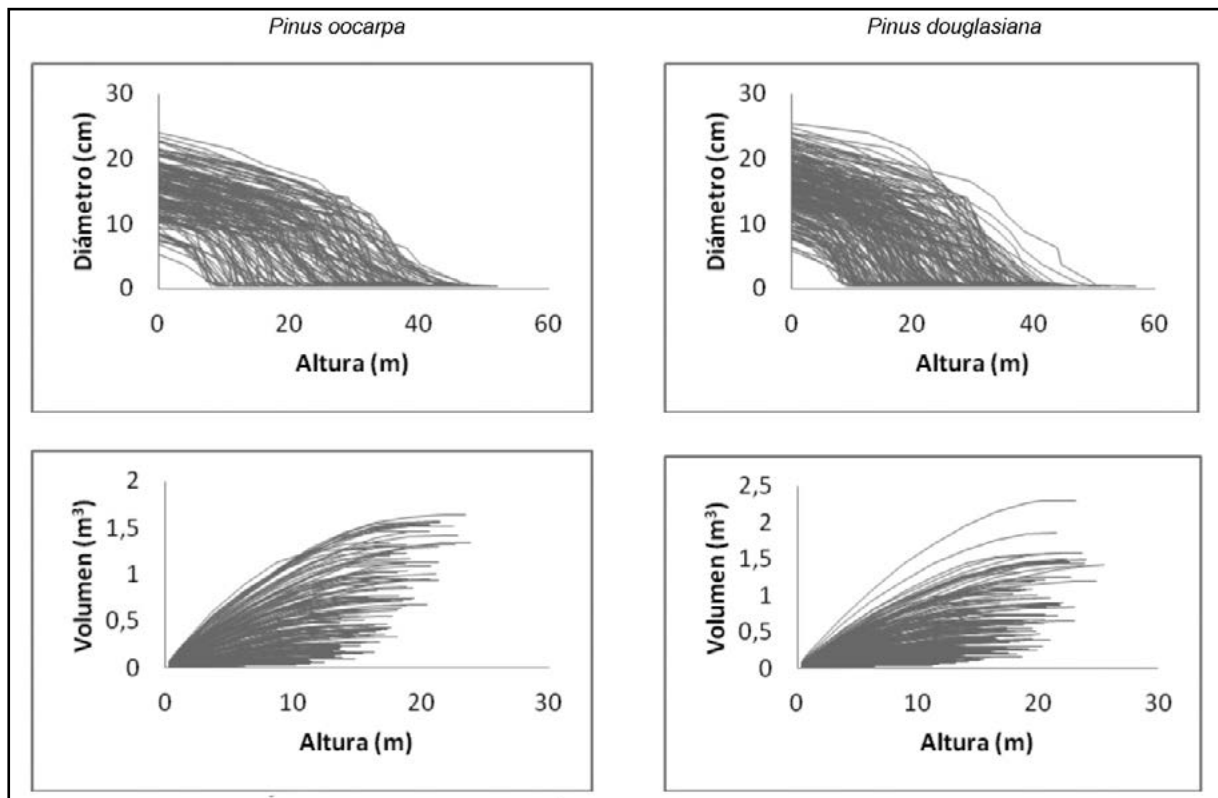 Pinus oocarpa
Pinus douglasiana
30
20
10
0
Diámetro (cm)
0 20 40 60
Altura (m)
30
20
10
0
Diámetro (cm)
0 20 40 60
Altura (m)
2
1,5
1
0,5
0
Volumen (m³)
0 10 20 30
Altura (m)
2,5
2
1,5
1
0,5
0
Volumen (m³)
0 10 20 30
Altura (m)